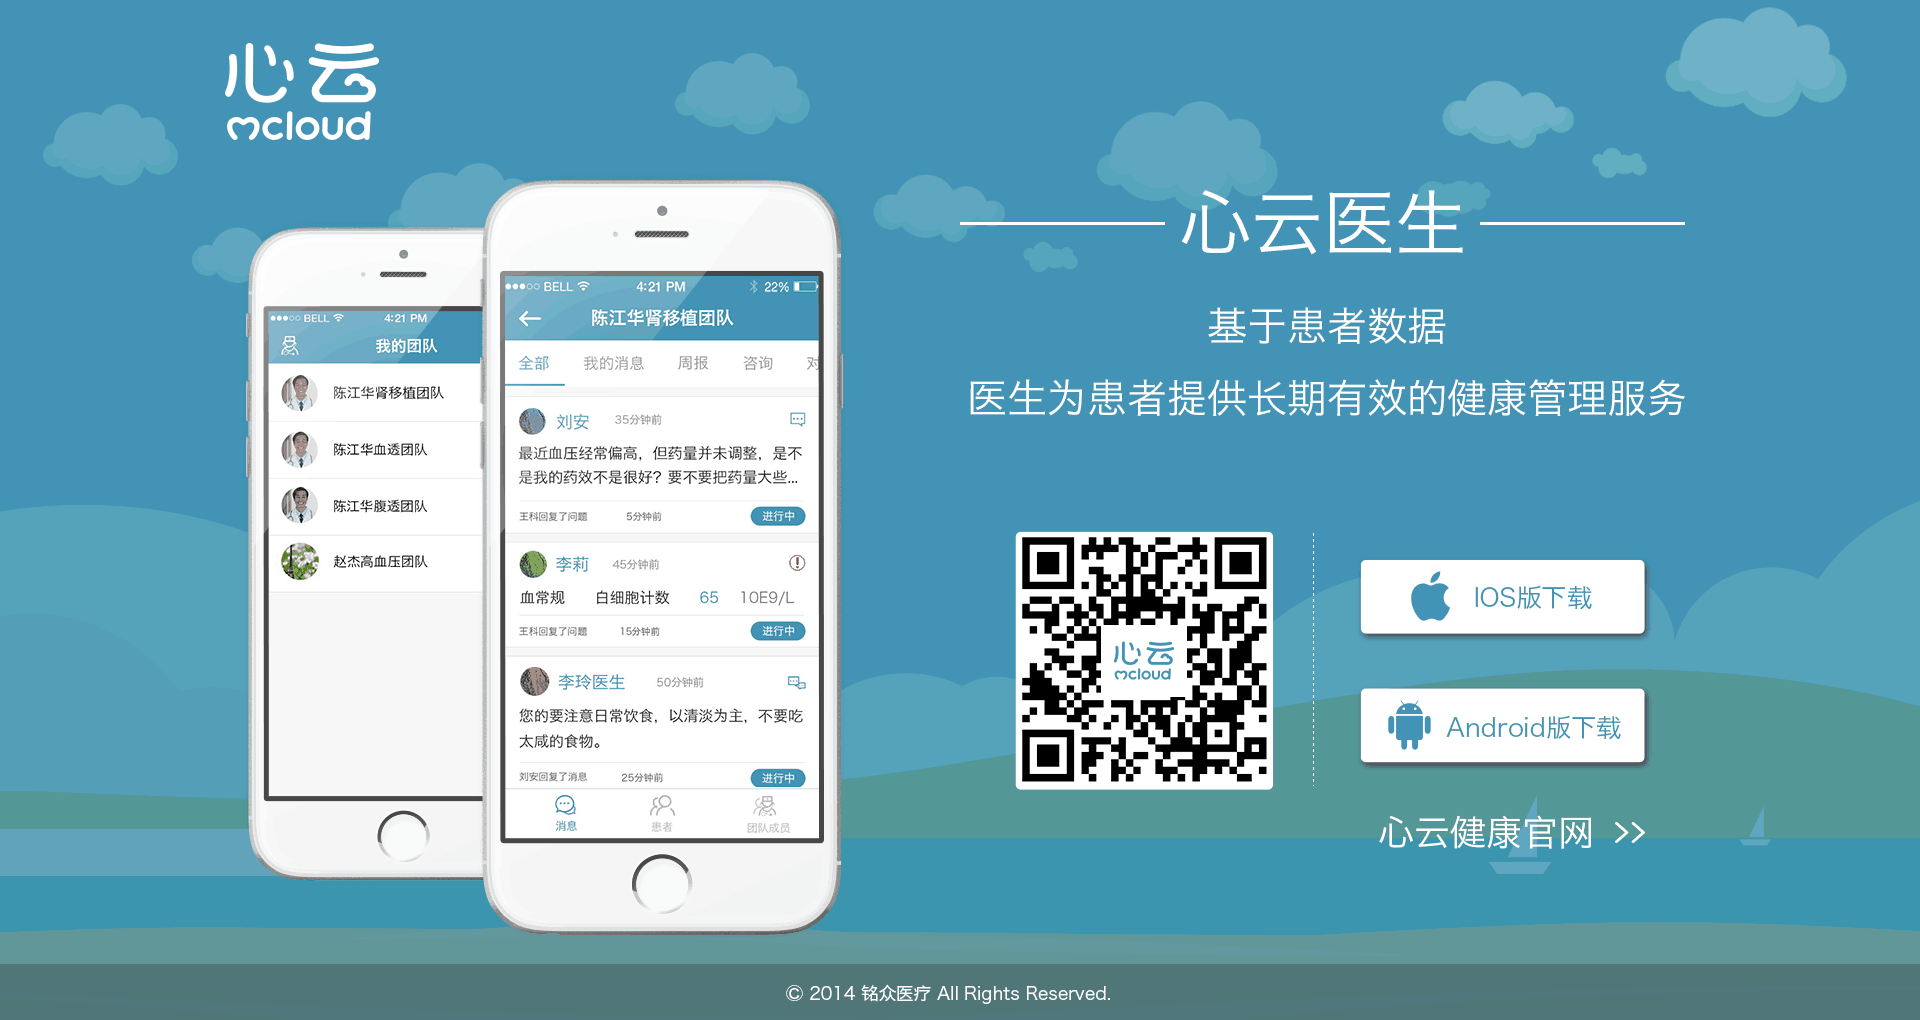 心云
mcloud
BELL 4:21 PM
我的团队
陈江华肾移植团队
陈江华血透团队
陈江华腹透团队
赵杰高血压团队
BELL 4:21 PM 22%
陈江华肾移植团队
全部 我的消息 周报 咨询 对
刘安 35分钟前
最近血压经常偏高，但药量并未调整，是不
是我的药效不是很好？要不要把药量大些...
王科回复了问题 5分钟前 进行中
李莉 45分钟前
血常规 白细胞计数 65 10E9/L
王科回复了问题 15分钟前 进行中
李玲医生 50分钟前
您的要注意日常饮食，以清淡为主，不要吃
太咸的食物。
刘安回复了消息 25分钟前 进行中
消息 患者 团队成员
心云医生
基于患者数据
医生为患者提供长期有效的健康管理服务
心云
mcloud
IOS版下载
Android版下载
心云健康官网 >>
© 2014 铭众医疗 All Rights Reserved.